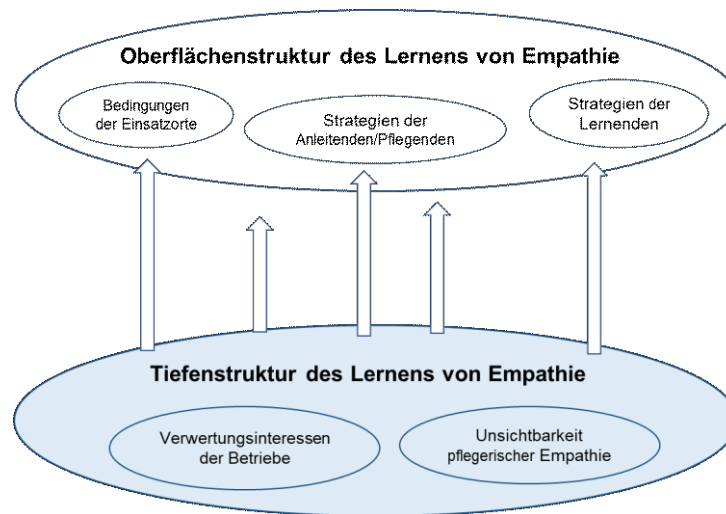 Oberflächenstruktur des Lernens von Empathie
Bedingungen
der Einsatzorte
Strategien der
Anleitenden/Pflegenden
Strategien der
Lernenden
Tiefenstruktur des Lernens von Empathie
Verwertungsinteressen
der Betriebe
Unsichtbarkeit
pflegerischer Empathie